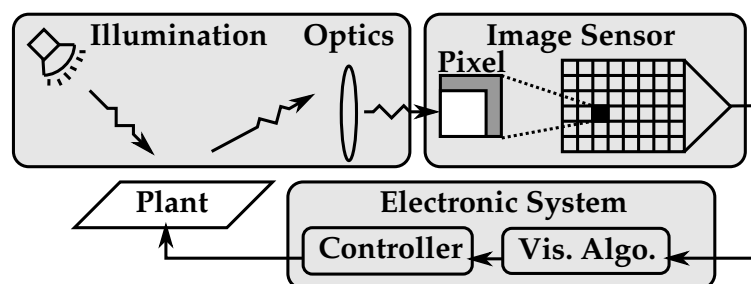 Illumination
Optics
Image Sensor
Pixel
Plant
Electronic System
Controller
Vis. Algo.